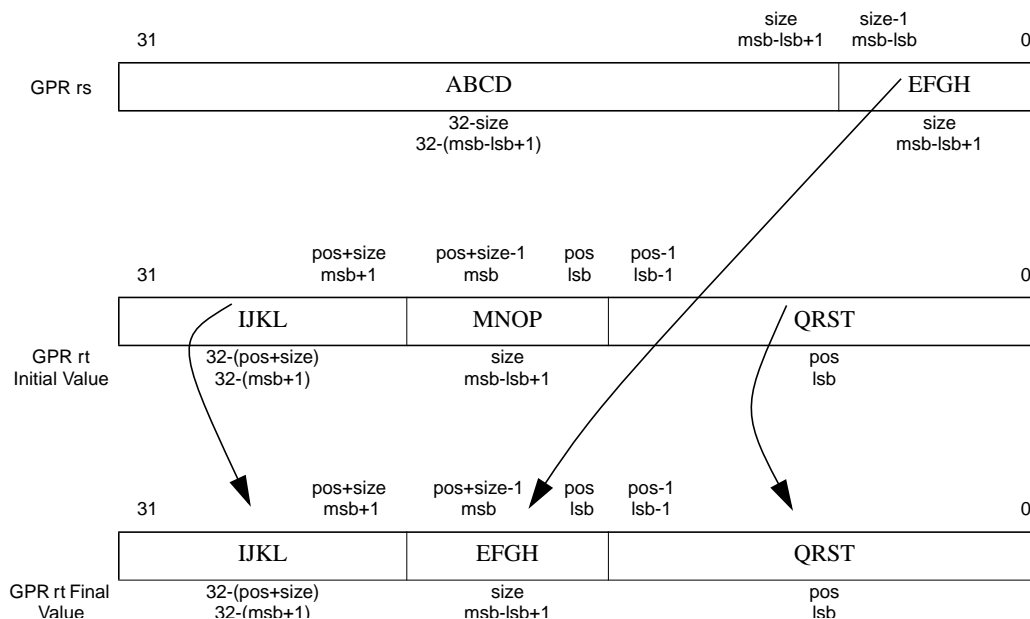 size size-1
31 msb-lsb+1 msb-lsb 0
GPR rs ABCD EFGH
32-size size
32-(msb-lsb+1) msb-lsb+1
pos+size pos+size-1 pos pos-1
31 msb+1 msb lsb lsb-1 0
IJKL MNOP QRST
GPR rt 32-(pos+size) size pos
Initial Value 32-(msb+1) msb-lsb+1 lsb
pos+size pos+size-1 pos pos-1
31 msb+1 msb lsb lsb-1 0
IJKL EFGH QRST
GPR rt Final 32-(pos+size) size pos
Value 32-(msb+1) msb-lsb+1 lsb